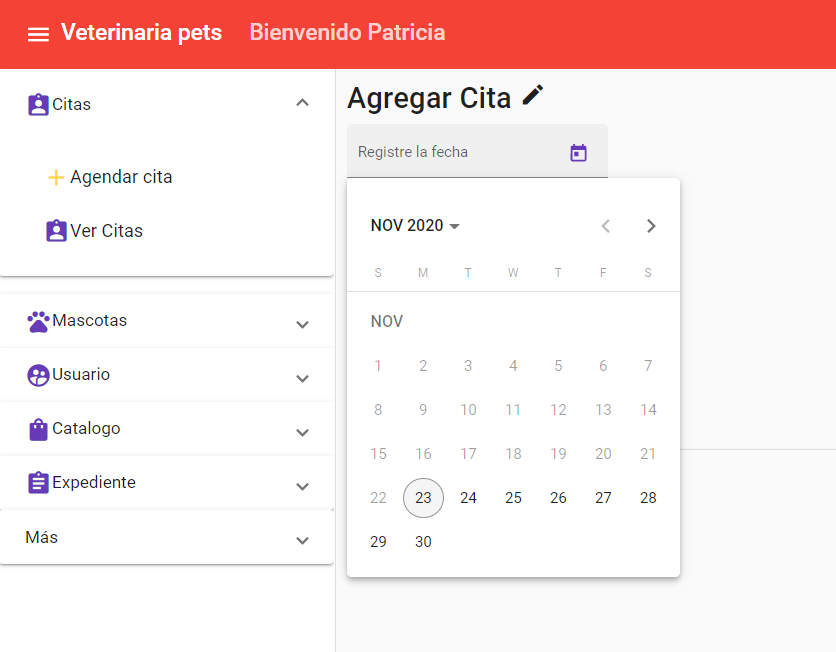 Veterinaria pets Bienvenido Patricia
Citas
Agendar cita
Ver Citas
Mascotas
Usuario
Catalogo
Expediente
Más
Agregar Cita
Registre la fecha
NOV 2020
S M T W T F S
NOV
1 2 3 4 5 6 7
8 9 10 11 12 13 14
15 16 17 18 19 20 21
22 23 24 25 26 27 28
29 30